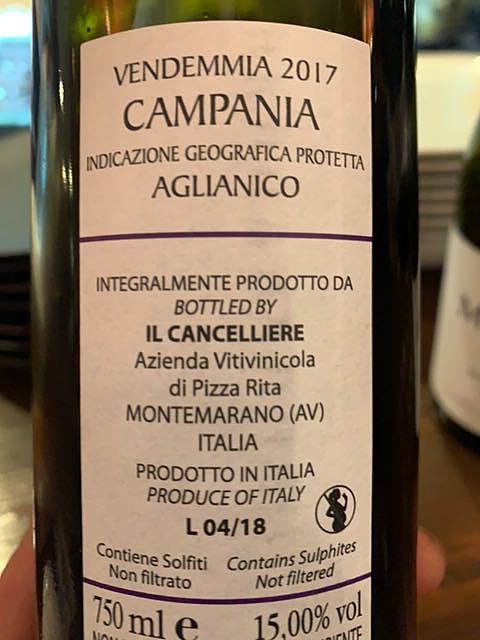 VENDEMMIA 2017
CAMPANIA
INDICAZIONE GEOGRAFICA PROTETTA
AGLIANICO
INTEGRALMENTE PRODOTTO DA
BOTTLED BY
IL CANCELLIERE
Azienda Vitivinicola
di Pizza Rita
MONTEMARANO (AV)
ITALIA
PRODOTTO IN ITALIA
PRODUCE OF ITALY
L 04/18
Contiene Solfiti
Non filtrato
Contains Sulphites
Not filtered
750 ml e 15,00% vol